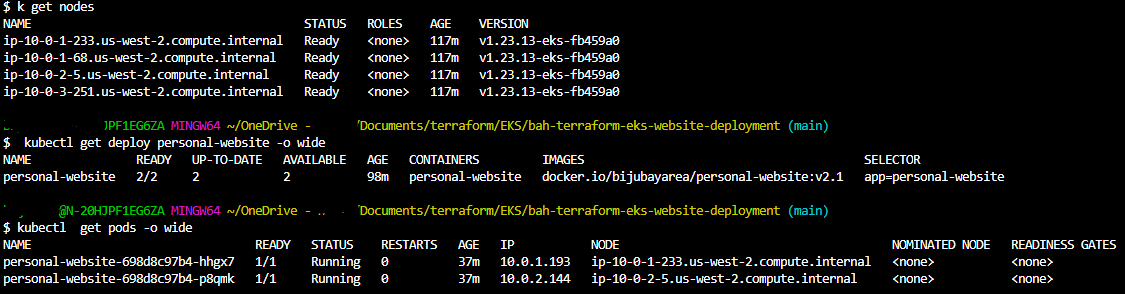 $ k get nodes
NAME STATUS ROLES AGE VERSION
ip-10-0-1-233.us-west-2.compute.internal Ready <none> 117m v1.23.13-eks-fb459a0
ip-10-0-1-68.us-west-2.compute.internal Ready <none> 117m v1.23.13-eks-fb459a0
ip-10-0-2-5.us-west-2.compute.internal Ready <none> 117m v1.23.13-eks-fb459a0
ip-10-0-3-251.us-west-2.compute.internal Ready <none> 117m v1.23.13-eks-fb459a0
HJPF1EG6ZA MINGW64 ~/OneDrive - /Documents/terraform/EKS/bah-terraform-eks-website-deployment (main)
$ kubectl get deploy personal-website -o wide
NAME READY UP-TO-DATE AVAILABLE AGE CONTAINERS IMAGES SELECTOR
personal-website 2/2 2 2 98m personal-website docker.io/bijubayarea/personal-website:v2.1 app=personal-website
@N-20HJPF1EG6ZA MINGW64 ~/OneDrive - /Documents/terraform/EKS/bah-terraform-eks-website-deployment (main)
$ kubectl get pods -o wide
NAME READY STATUS RESTARTS AGE IP NODE NOMINATED NODE READINESS GATES
personal-website-698d8c97b4-hhgx7 1/1 Running 0 37m 10.0.1.193 ip-10-0-1-233.us-west-2.compute.internal <none> <none>
personal-website-698d8c97b4-p8qmk 1/1 Running 0 37m 10.0.2.144 ip-10-0-2-5.us-west-2.compute.internal <none> <none>